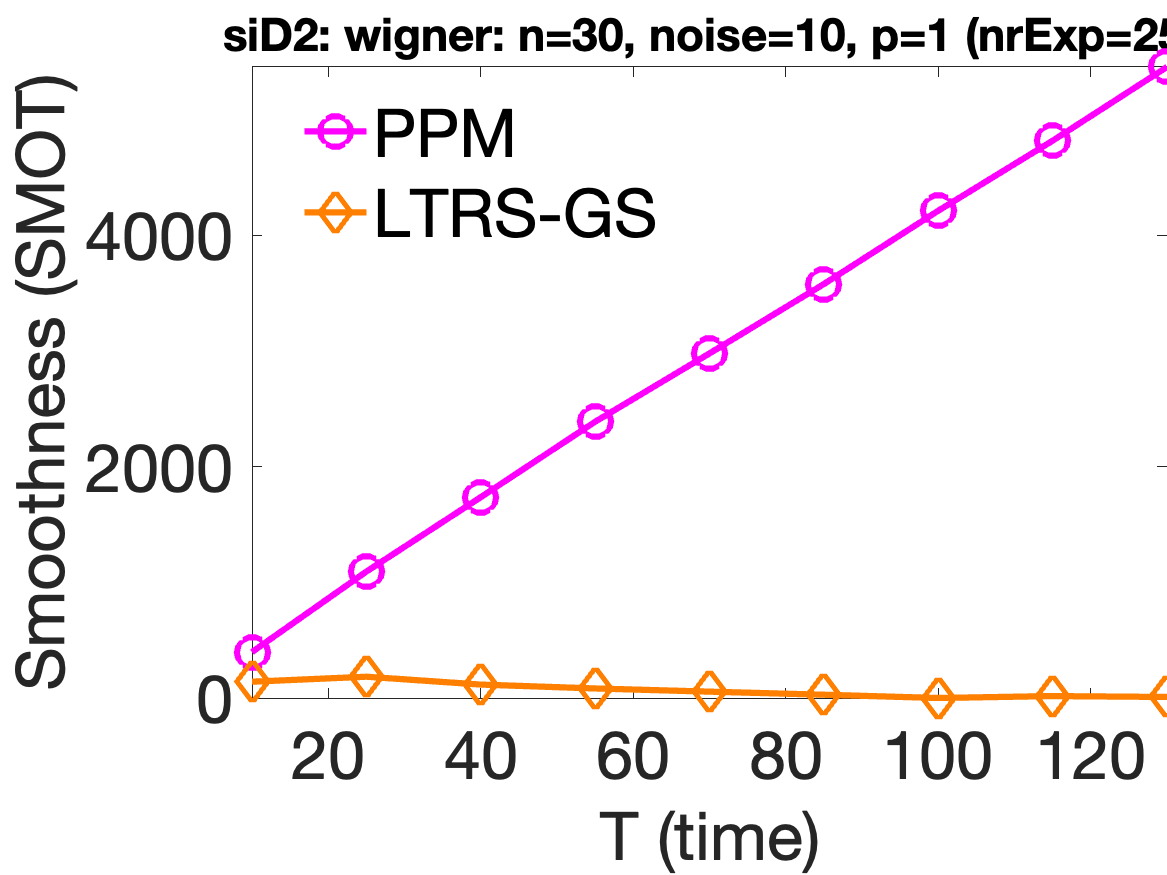 siD2: wigner: n=30, noise=10, p=1 (nrExp=25
PPM
LTRS-GS
Smoothness (SMOT)
4000
2000
0
20 40 60 80 100 120
T (time)